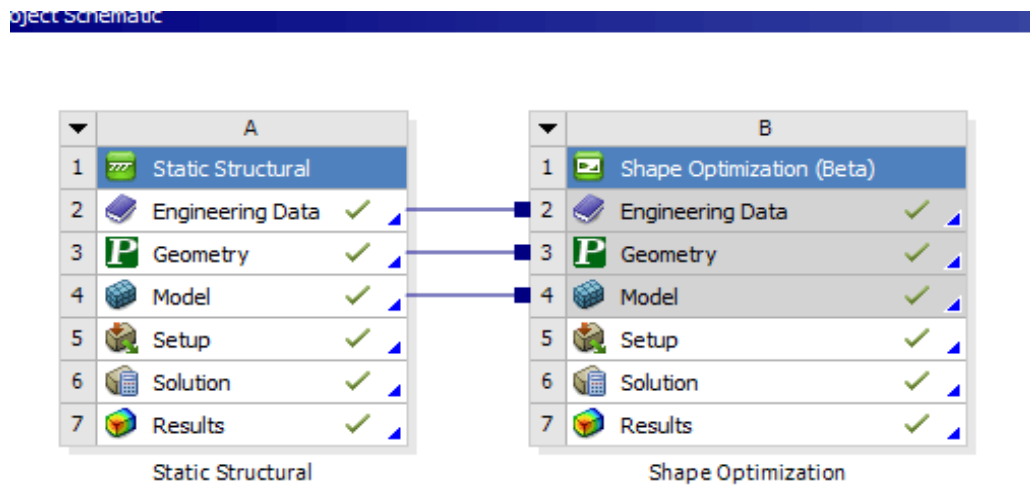 oject Schematic
A B
1 Static Structural 1 Shape Optimization (Beta)
2 Engineering Data 2 Engineering Data
3 P Geometry 3 P Geometry
4 Model 4 Model
5 Setup 5 Setup
6 Solution 6 Solution
7 Results 7 Results
Static Structural Shape Optimization